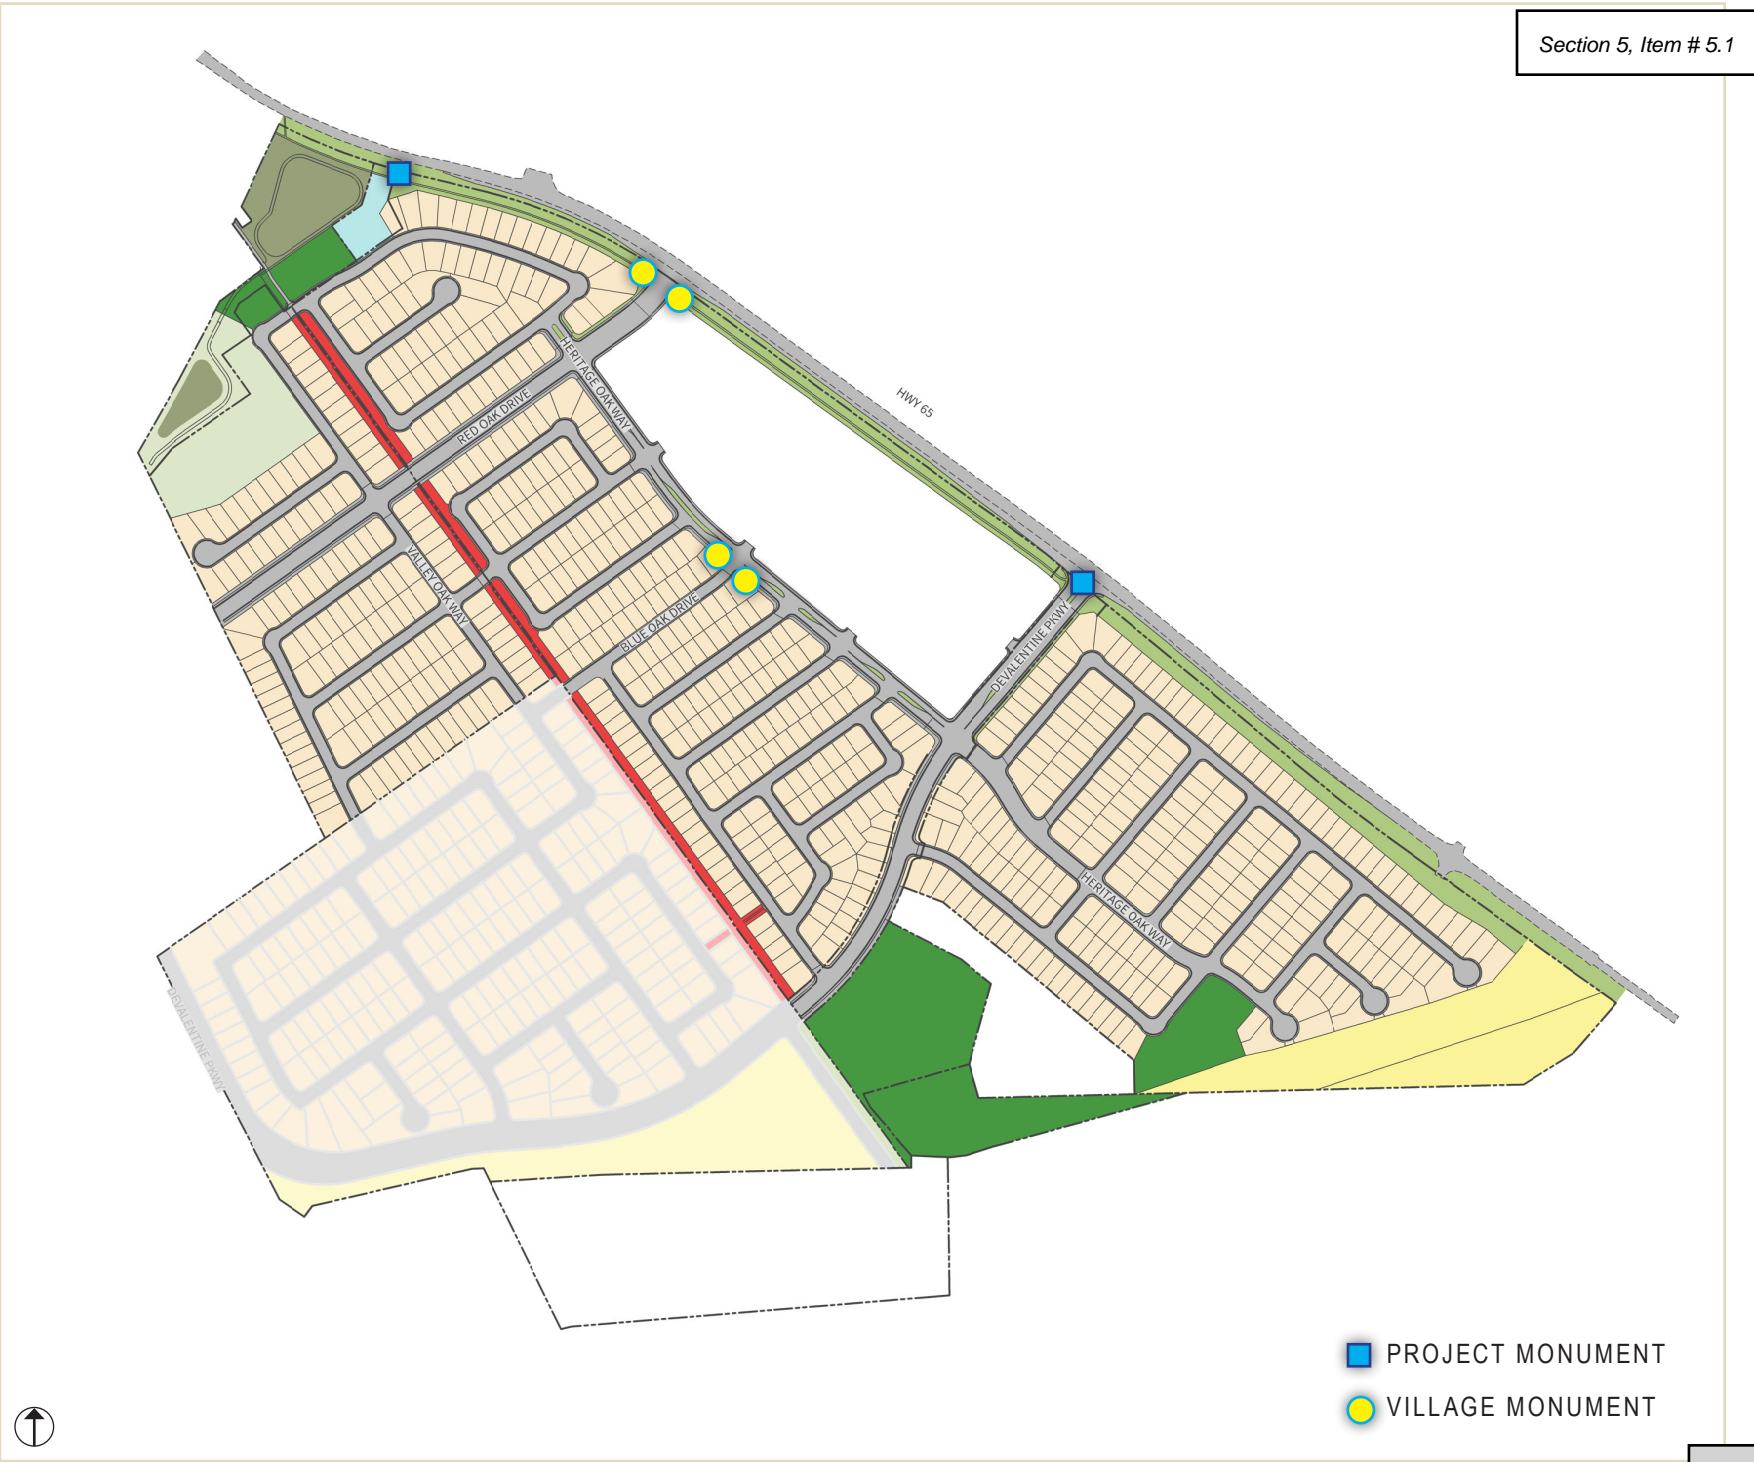 Section 5, Item # 5.1
HWY 65
HERITAGE OAK WAY
RED OAK DRIVE
VALLEY OAK WAY
BLUE OAK DRIVE
DEVALENTINE PKWY
HERITAGE OAK WAY
DEVALENTINE PKWY
PROJECT MONUMENT
VILLAGE MONUMENT